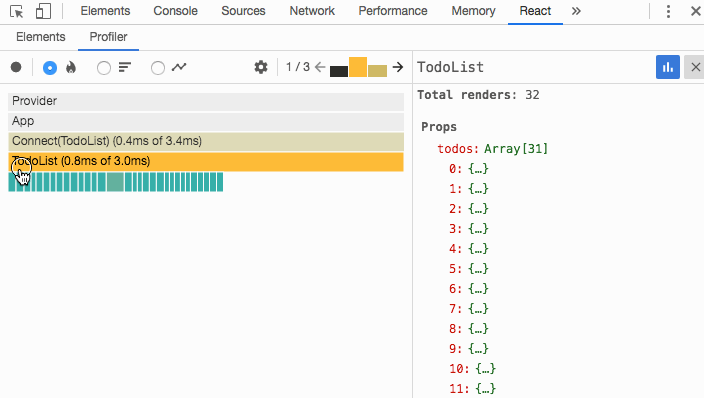 Elements Console Sources Network Performance Memory React »
Elements Profiler
1 / 3
TodoList
Total renders: 32
Provider
App
Connect(TodoList) (0.4ms of 3.4ms)
TodoList (0.8ms of 3.0ms)
Props
todos: Array[31]
0: {…}
1: {…}
2: {…}
3: {…}
4: {…}
5: {…}
6: {…}
7: {…}
8: {…}
9: {…}
10: {…}
11: {…}